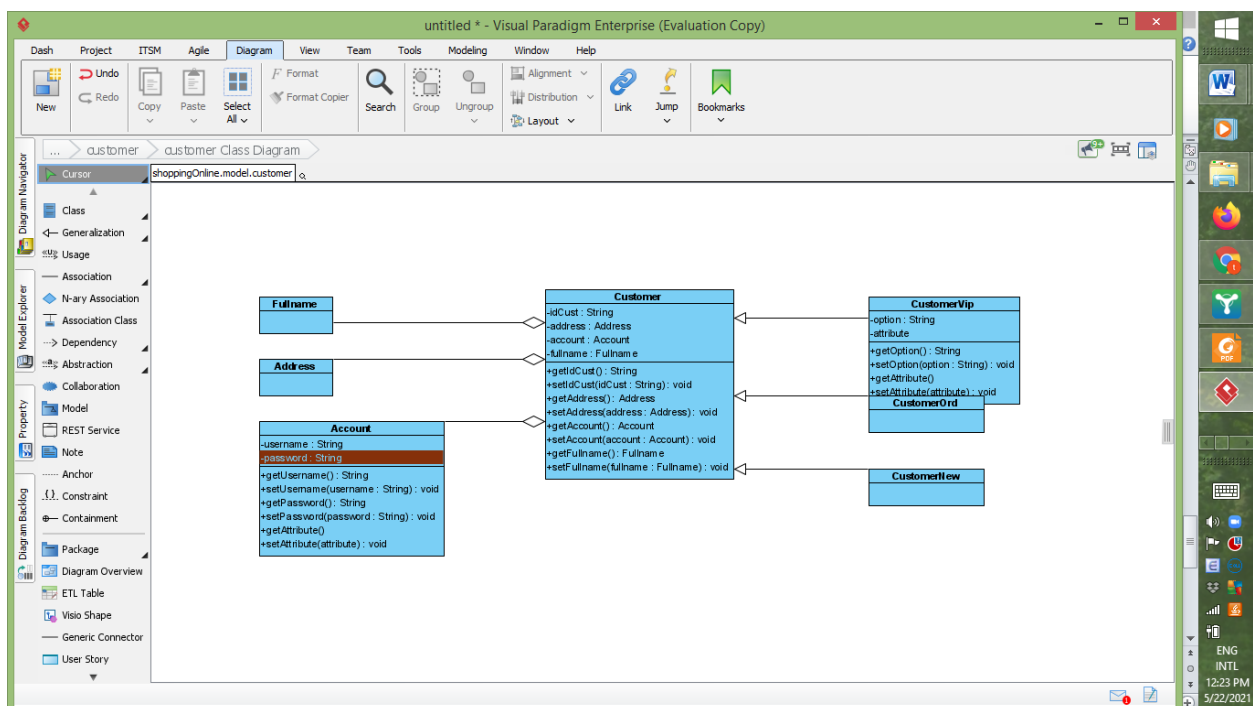 untitled * - Visual Paradigm Enterprise (Evaluation Copy)
Dash Project ITSM Agile Diagram View Team Tools Modeling Window Help
New
Undo
Redo
Copy
Paste
Select
All
Format
Format Copier
Search
Group
Ungroup
Alignment
Distribution
Layout
Link
Jump
Bookmarks
... customer customer Class Diagram
shoppingOnline.model.customer
Diagram Navigator
Model Explorer
Property
Diagram Backlog
Cursor
Class
Generalization
Usage
Association
N-ary Association
Association Class
Dependency
Abstraction
Collaboration
Model
REST Service
Note
Anchor
Constraint
Containment
Package
Diagram Overview
ETL Table
Visio Shape
Generic Connector
User Story
Fullname
Address
Account
-username : String
-password : String
+getUsername() : String
+setUsername(username : String) : void
+getPassword() : String
+setPassword(password : String) : void
+getAttribute()
+setAttribute(attribute) : void
Customer
-idCust : String
-address : Address
-account : Account
-fullname : Fullname
+getIdCust() : String
+setIdCust(idCust : String) : void
+getAddress() : Address
+setAddress(address : Address) : void
+getAccount() : Account
+setAccount(account : Account) : void
+getFullname() : Fullname
+setFullname(fullname : Fullname) : void
CustomerVip
-option : String
-attribute
+getOption() : String
+setOption(option : String) : void
+getAttribute()
+setAttribute(attribute) : void
CustomerOrd
CustomerNew
ENG
INTL
12:23 PM
5/22/2021